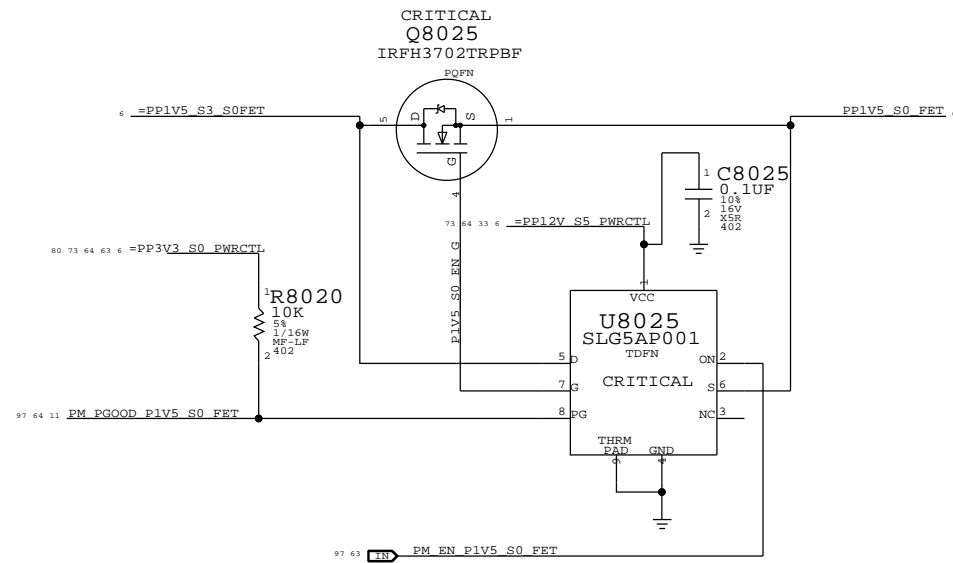 CRITICAL
Q8025
IRFH3702TRPBF
PQFN
6 =PP1V5_S3_S0FET
5
D
S
G
1
4
PP1V5_S0_FET
C8025
0.1UF
10%
16V
X5R
402
1
2
73 64 33 6 =PP12V_S5_PWRCTL
80 73 64 63 6 =PP3V3_S0_PWRCTL
P1V5_S0_EN_G
R8020
10K
5%
1/16W
MF-LF
402
1
2
1
VCC
U8025
SLG5AP001
TDFN
CRITICAL
5 D
7 G
8 PG
ON 2
S 6
NC 3
THRM
PAD
9
GND
4
97 64 11 PM_PGOOD_P1V5_S0_FET
97 63 IN PM_EN_P1V5_S0_FET